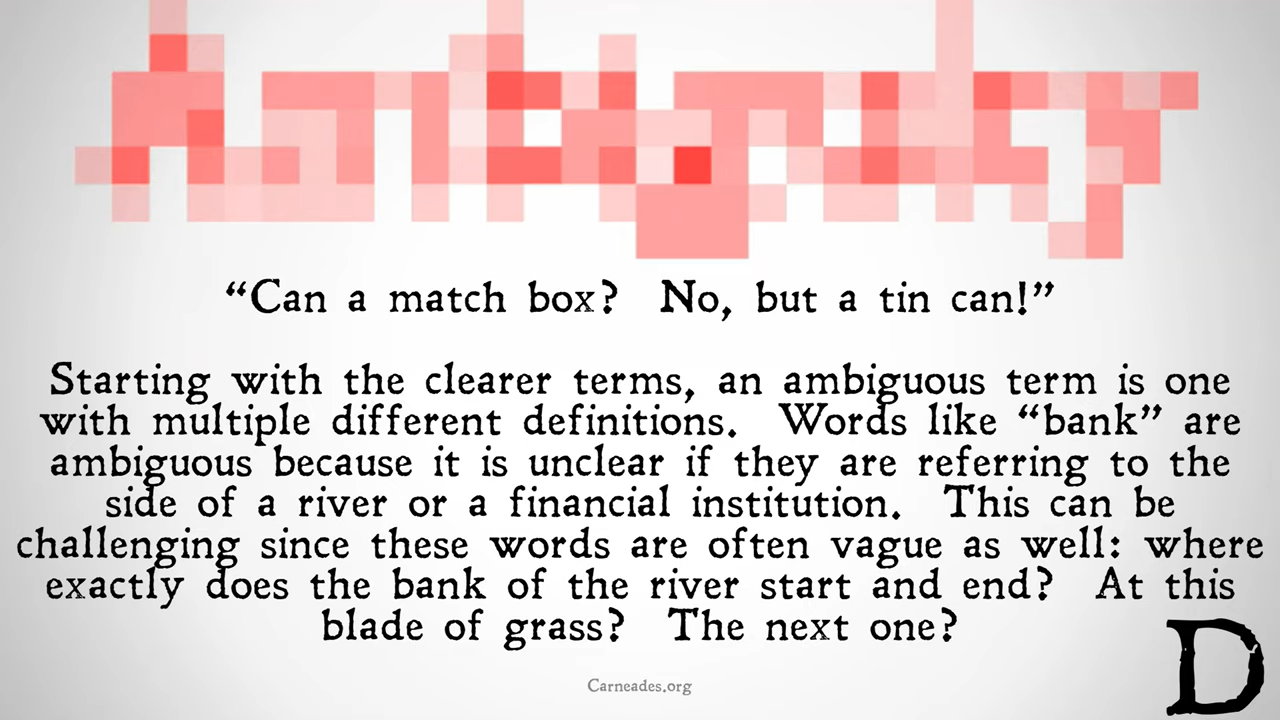 Ambiguity
“Can a match box?  No, but a tin can!”
Starting with the clearer terms, an ambiguous term is one
with multiple different definitions.  Words like “bank” are
ambiguous because it is unclear if they are referring to the
side of a river or a financial institution.  This can be
challenging since these words are often vague as well: where
exactly does the bank of the river start and end?  At this
blade of grass?  The next one?
Carneades.org
D